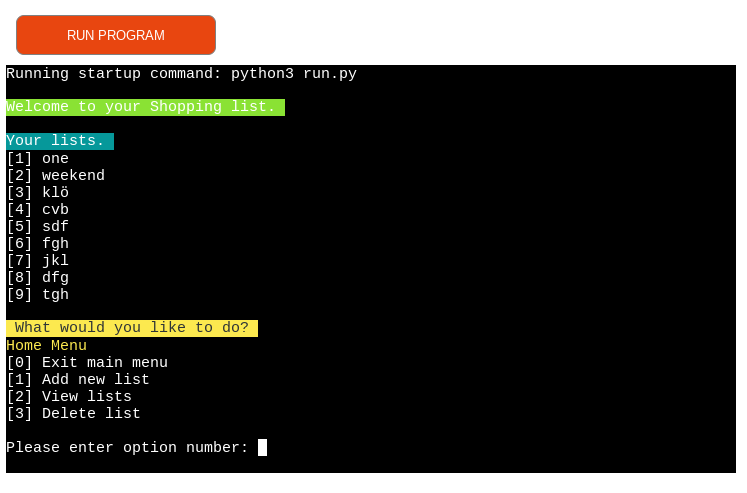 RUN PROGRAM
Running startup command: python3 run.py
Welcome to your Shopping list.
Your lists.
[1] one
[2] weekend
[3] klö
[4] cvb
[5] sdf
[6] fgh
[7] jkl
[8] dfg
[9] tgh
What would you like to do?
Home Menu
[0] Exit main menu
[1] Add new list
[2] View lists
[3] Delete list
Please enter option number: